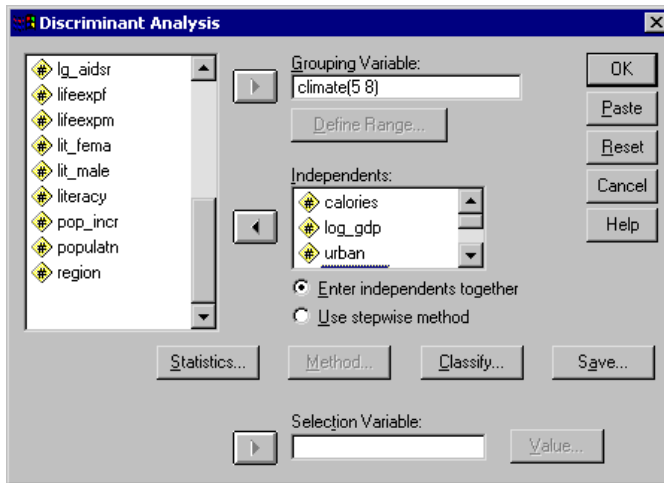 Discriminant Analysis
lg_aidsr
lifeexpf
lifeexpm
lit_fema
lit_male
literacy
pop_incr
populatn
region
Grouping Variable:
climate(5 8)
Define Range...
Independents:
calories
log_gdp
urban
Enter independents together
Use stepwise method
OK
Paste
Reset
Cancel
Help
Statistics...
Method...
Classify...
Save...
Selection Variable:
Value...